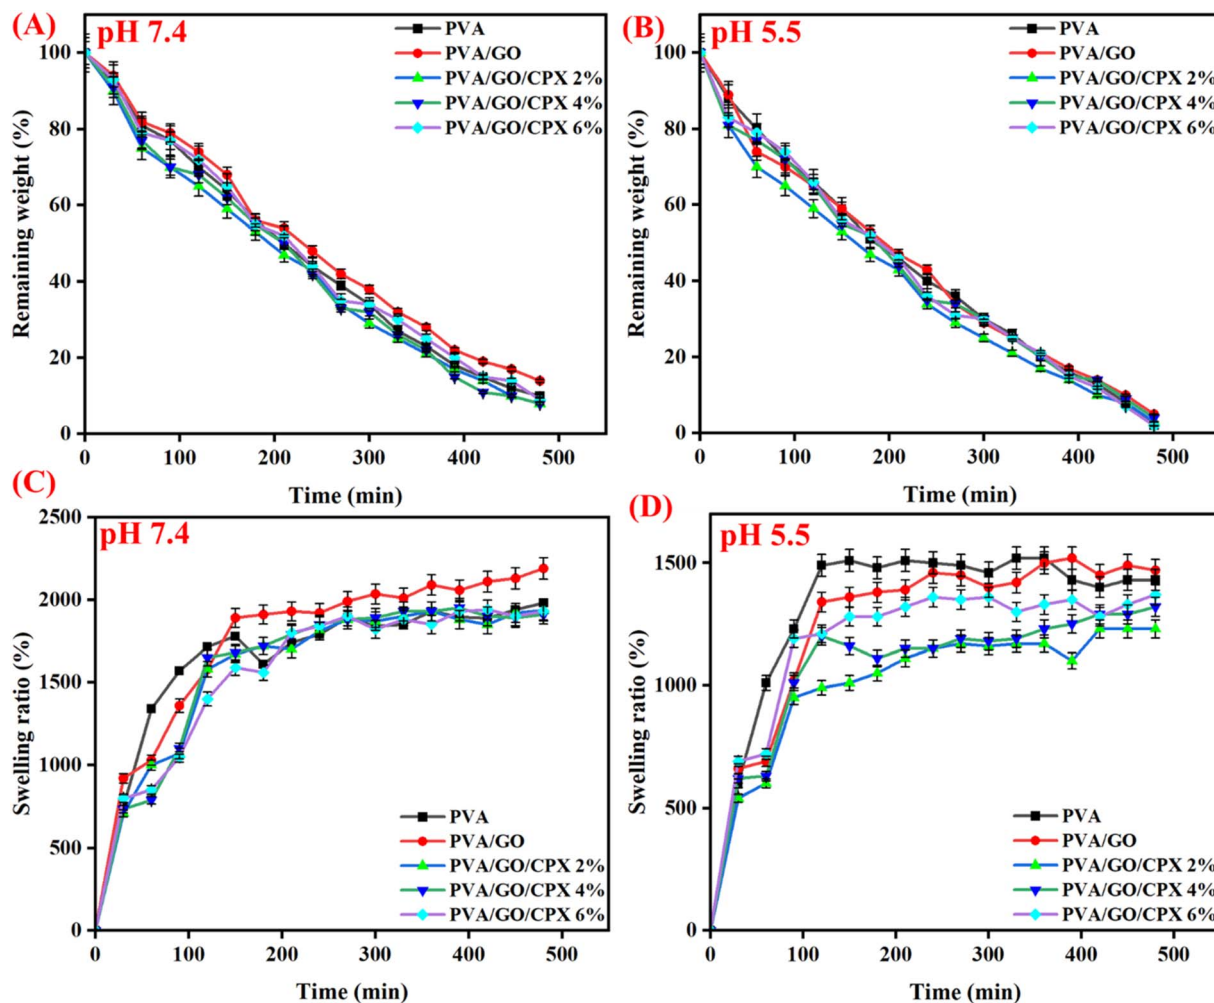 (A)
pH 7.4
PVA
PVA/GO
PVA/GO/CPX 2%
PVA/GO/CPX 4%
PVA/GO/CPX 6%
Remaining weight (%)
100
80
60
40
20
0
0 100 200 300 400 500
Time (min)
(B)
pH 5.5
PVA
PVA/GO
PVA/GO/CPX 2%
PVA/GO/CPX 4%
PVA/GO/CPX 6%
Remaining weight (%)
100
80
60
40
20
0
0 100 200 300 400 500
Time (min)
(C)
pH 7.4
Swelling ratio (%)
2500
2000
1500
1000
500
0
PVA
PVA/GO
PVA/GO/CPX 2%
PVA/GO/CPX 4%
PVA/GO/CPX 6%
0 100 200 300 400 500
Time (min)
(D)
pH 5.5
Swelling ratio (%)
1500
1000
500
0
PVA
PVA/GO
PVA/GO/CPX 2%
PVA/GO/CPX 4%
PVA/GO/CPX 6%
0 100 200 300 400 500
Time (min)